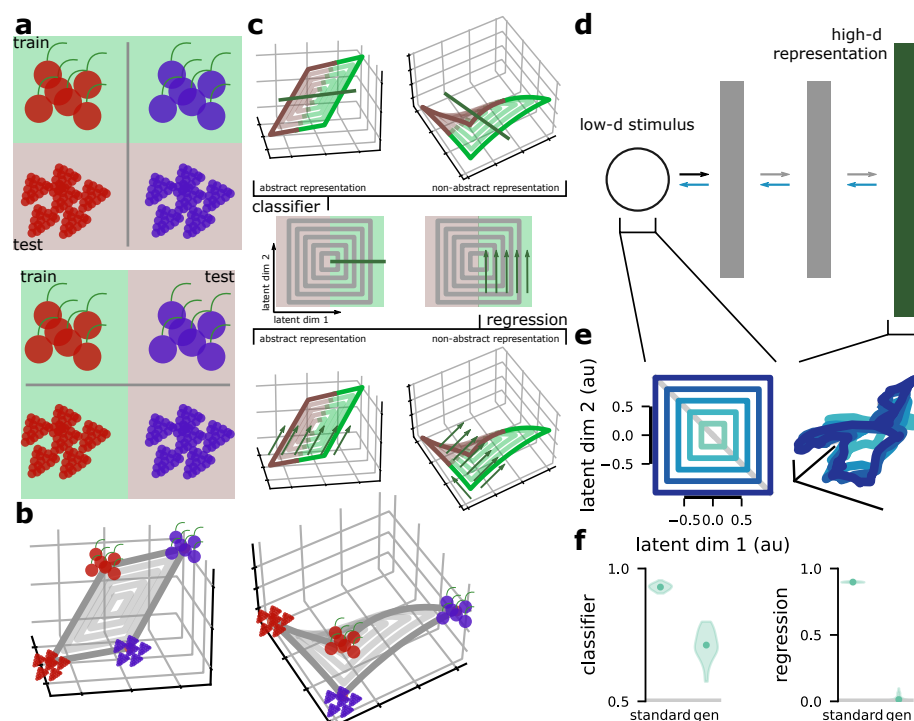 a
train
test
train
test
b
c
abstract representation
non-abstract representation
classifier
latent dim 2
latent dim 1
regression
abstract representation
non-abstract representation
d
high-d
representation
low-d stimulus
e
latent dim 2 (au)
0.5
0.0
−0.5
−0.5 0.0 0.5
latent dim 1 (au)
f
classifier
1.0
0.5
standard gen
regression
1.0
0.5
0.0
standard gen